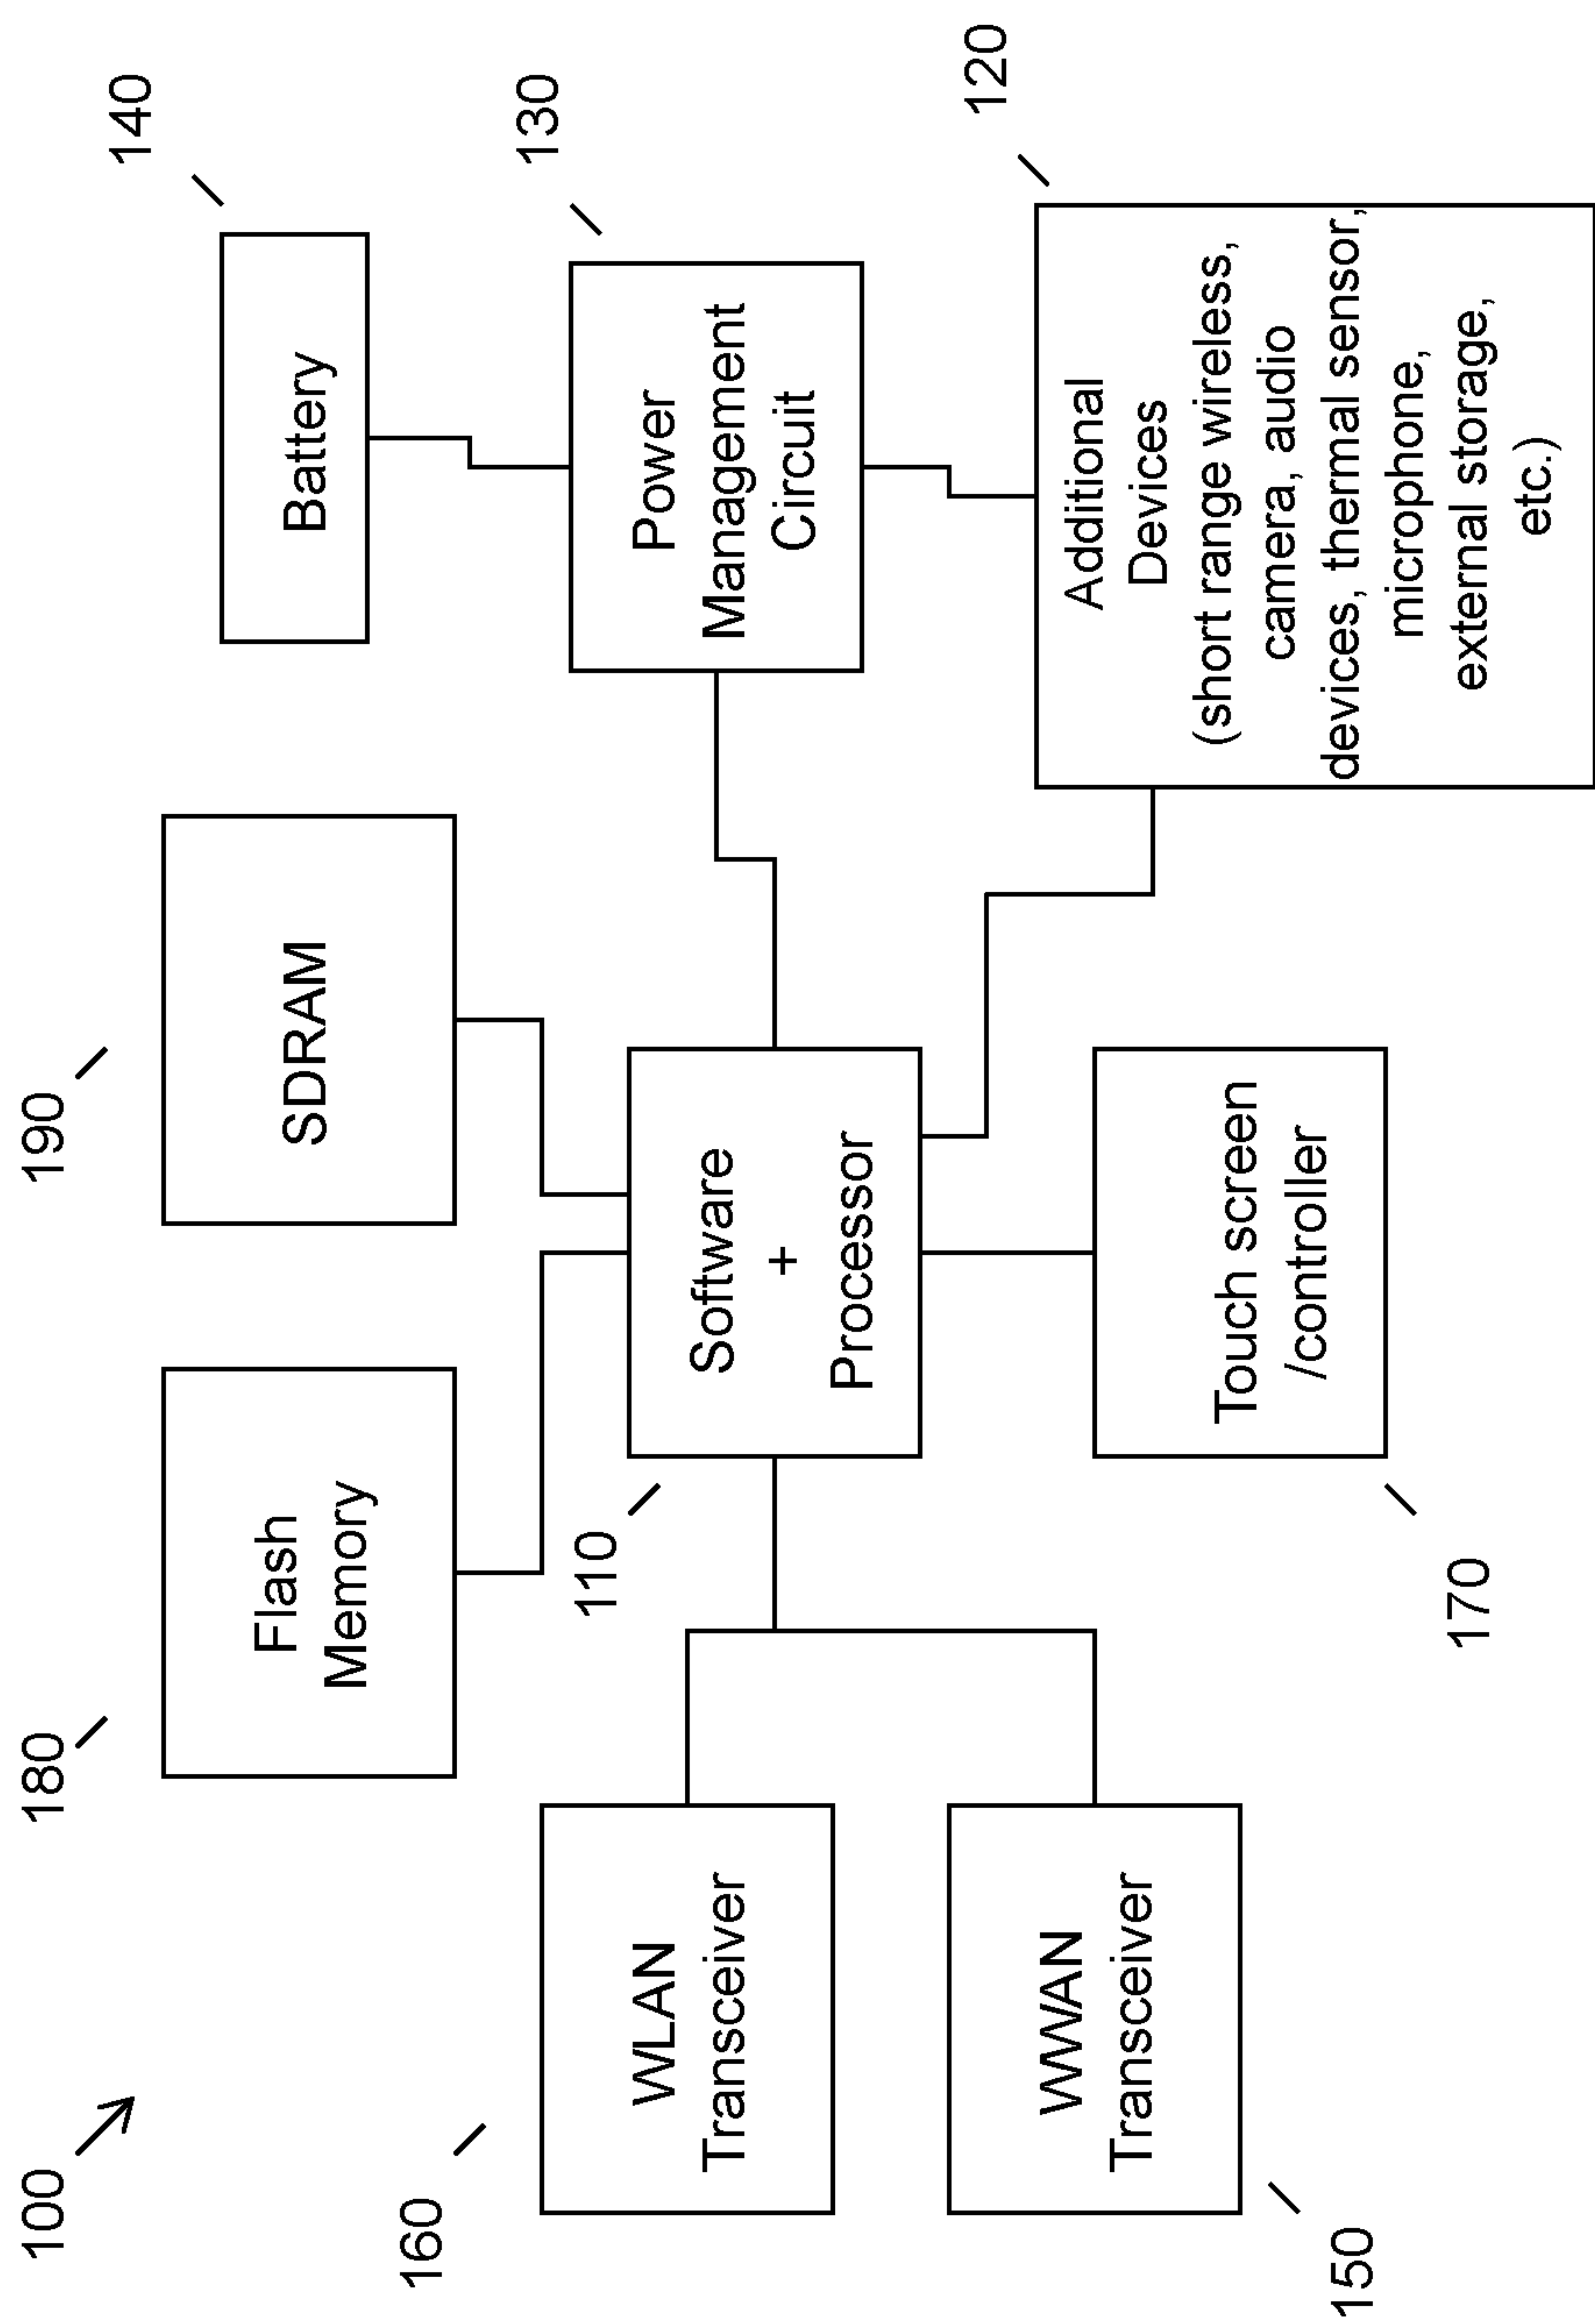 100
180
Flash
Memory
190
SDRAM
140
Battery
160
WLAN
Transceiver
110
Software
+
Processor
130
Power
Management
Circuit
WWAN
Transceiver
150
Touch screen
/controller
170
120
Additional
Devices
(short range wireless,
camera, audio
devices, thermal sensor,
microphone,
external storage,
etc.)